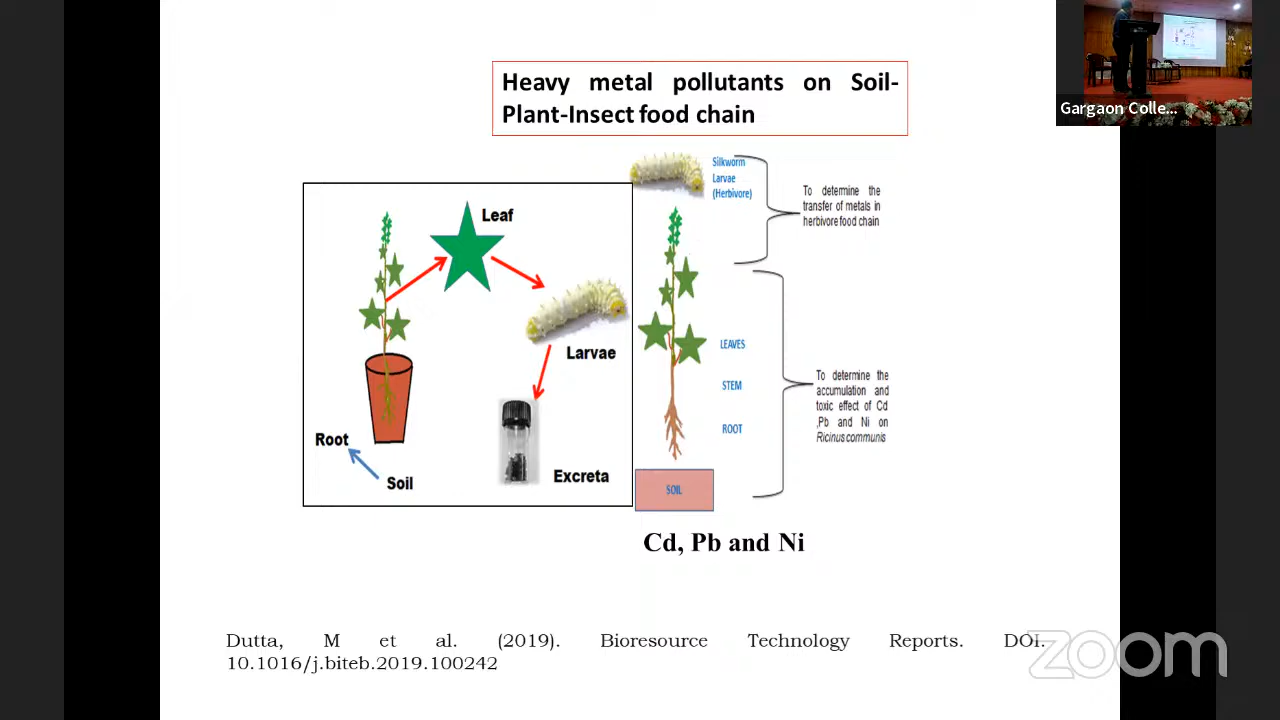 Heavy metal pollutants on Soil-
Plant-Insect food chain
Gargaon Colle...
Leaf
Larvae
Excreta
Root
Soil
Silkworm
Larvae
(Herbivore)
To determine the
transfer of metals in
herbivore food chain
LEAVES
STEM
ROOT
SOIL
To determine the
accumulation and
toxic effect of Cd
,Pb and Ni on
Ricinus communis
Cd, Pb and Ni
Dutta, M et al. (2019). Bioresource Technology Reports. DOI.
10.1016/j.biteb.2019.100242
zoom